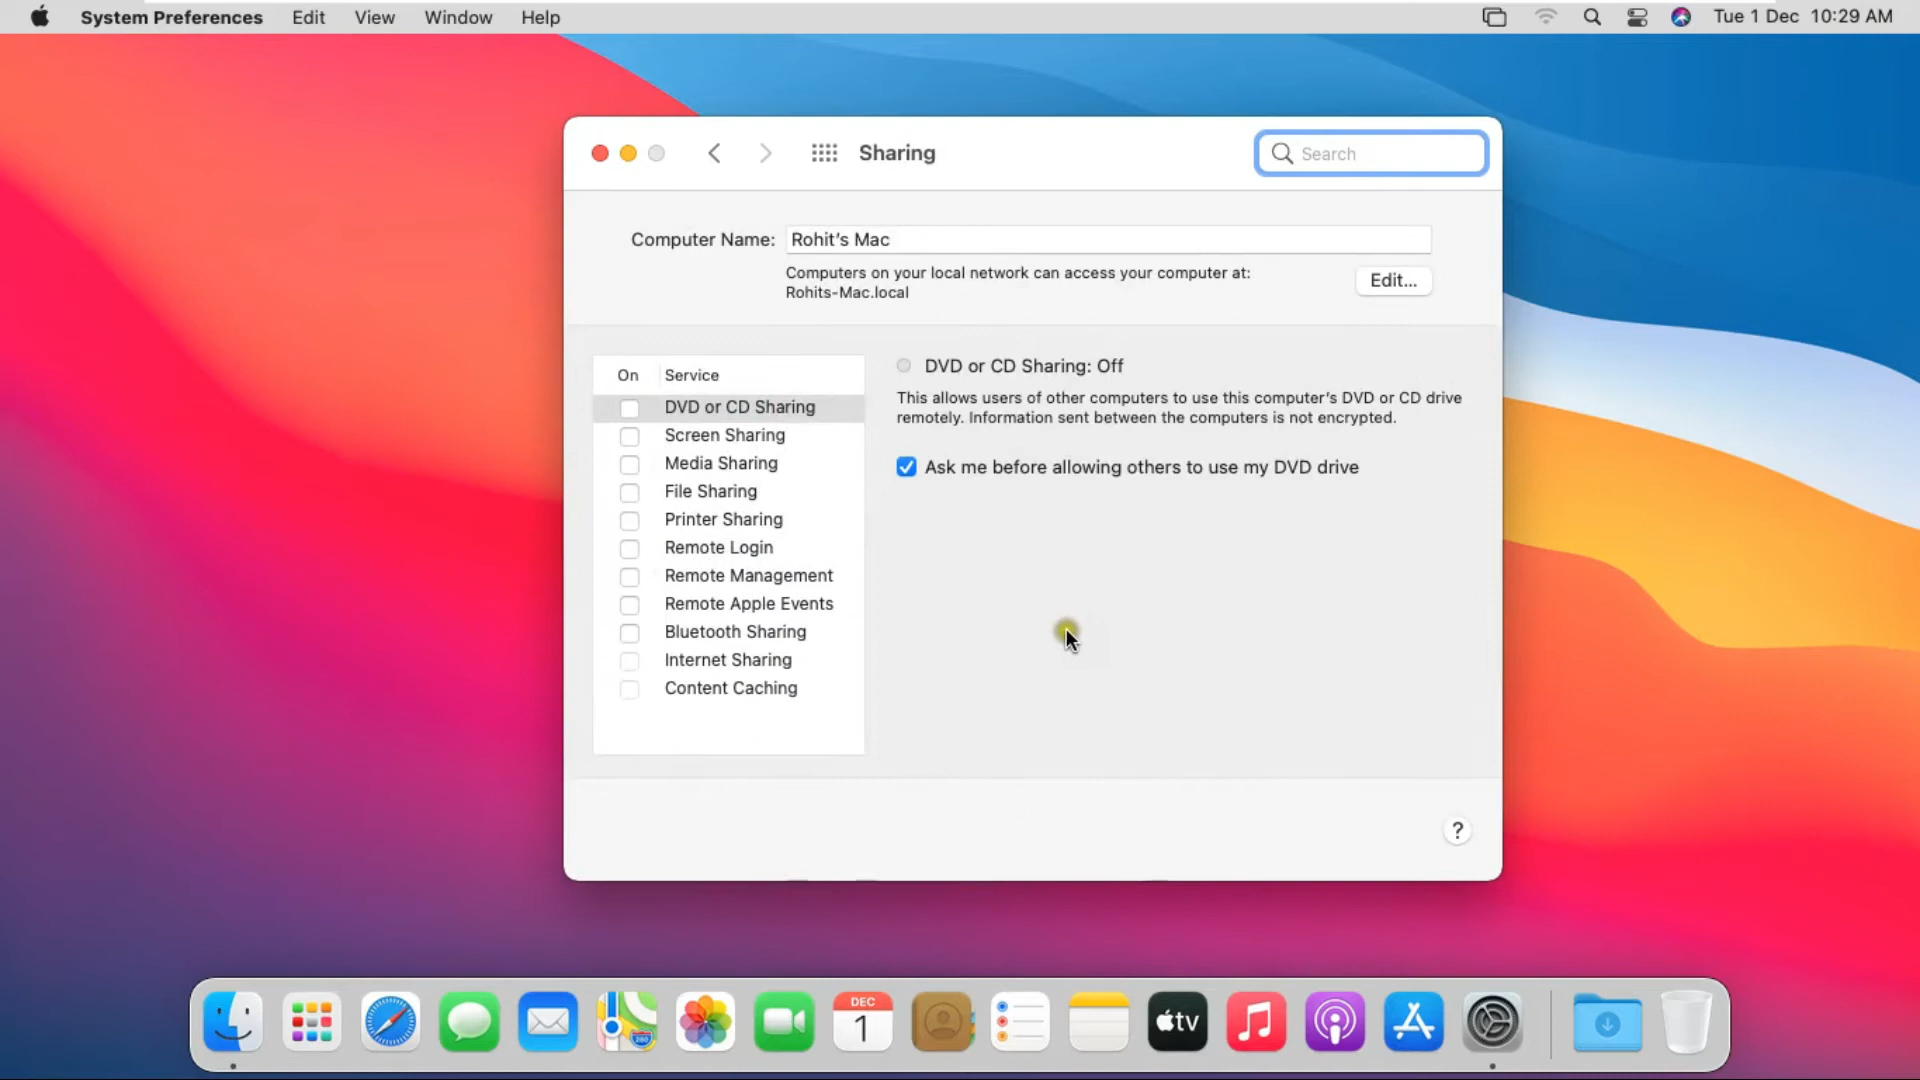 System Preferences Edit View Window Help Tue 1 Dec 10:29 AM
Sharing
Search
Computer Name: Rohit’s Mac
Computers on your local network can access your computer at:
Rohits-Mac.local
Edit...
On Service
DVD or CD Sharing
Screen Sharing
Media Sharing
File Sharing
Printer Sharing
Remote Login
Remote Management
Remote Apple Events
Bluetooth Sharing
Internet Sharing
Content Caching
DVD or CD Sharing: Off
This allows users of other computers to use this computer’s DVD or CD drive
remotely. Information sent between the computers is not encrypted.
Ask me before allowing others to use my DVD drive
?
280
DEC
1
tv